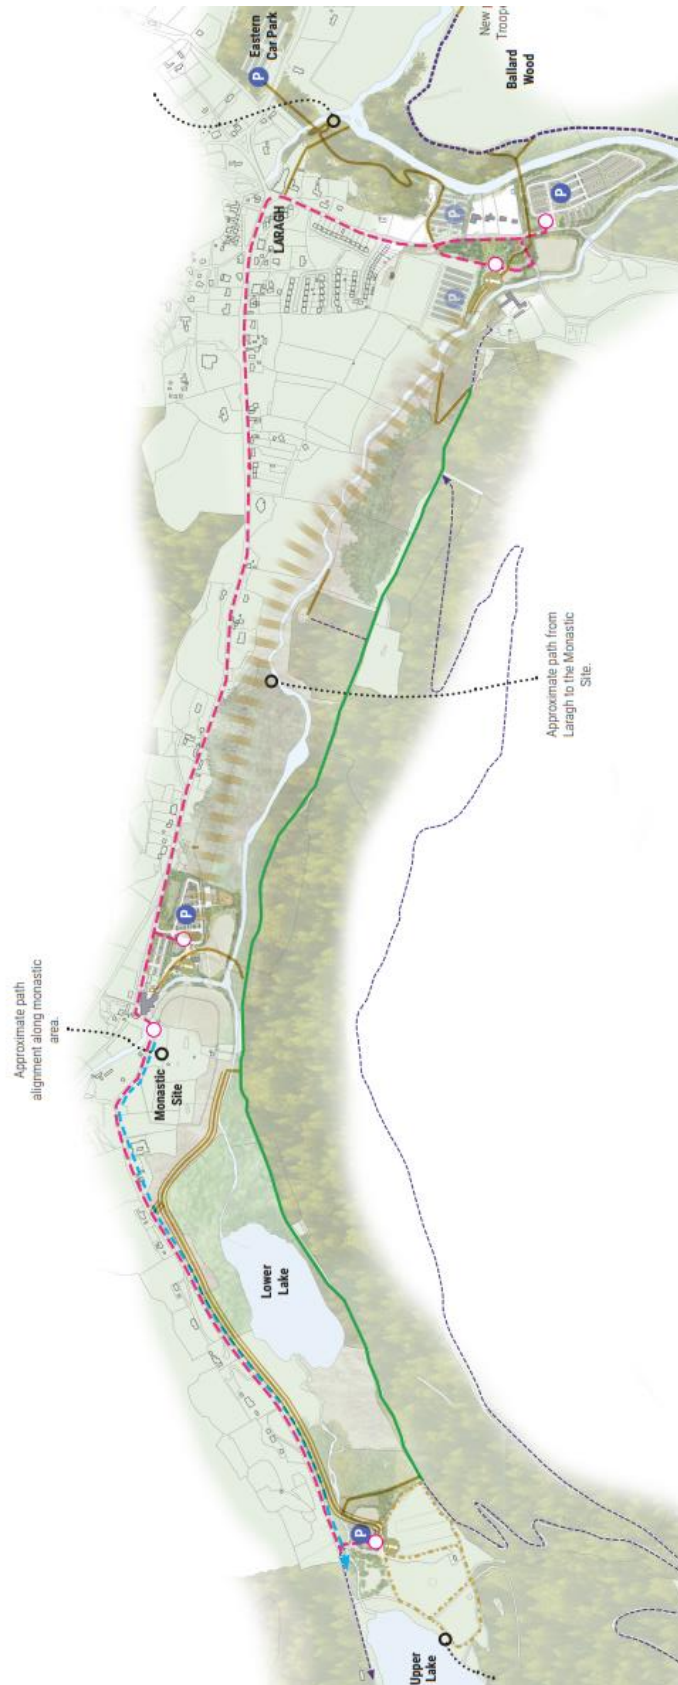 Eastern
Car Park
P
New
Troope
Ballard
Wood
LARAGH
P
P
P
Approximate path from
Laragh to the Monastic
Site.
P
Approximate path
alignment along monastic
area.
Monastic
Site
Lower
Lake
P
Upper
Lake